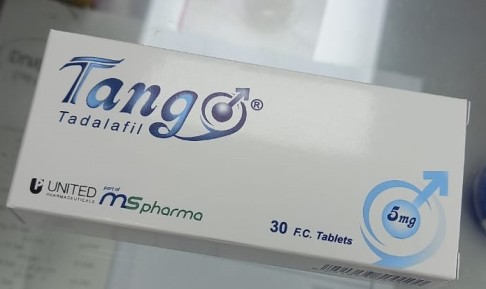 Tango®
Tadalafil
UNITED
PHARMACEUTICALS
part of
MSpharma
30 F.C. Tablets
5mg